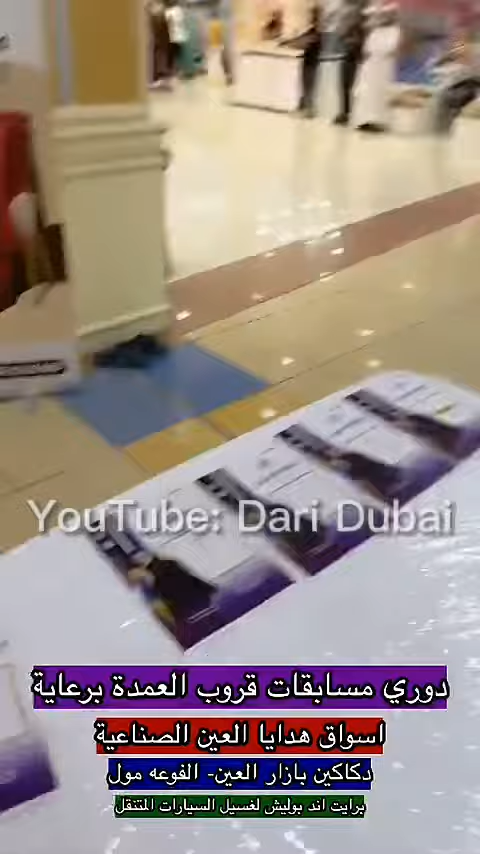 YouTube: Dari Dubai
دوري مسابقات قروب العمدة برعاية
اسواق هدايا العين الصناعية
دكاكين بازار العين- الفوعه مول
برايت اند بوليش لغسيل السيارات المتنقل